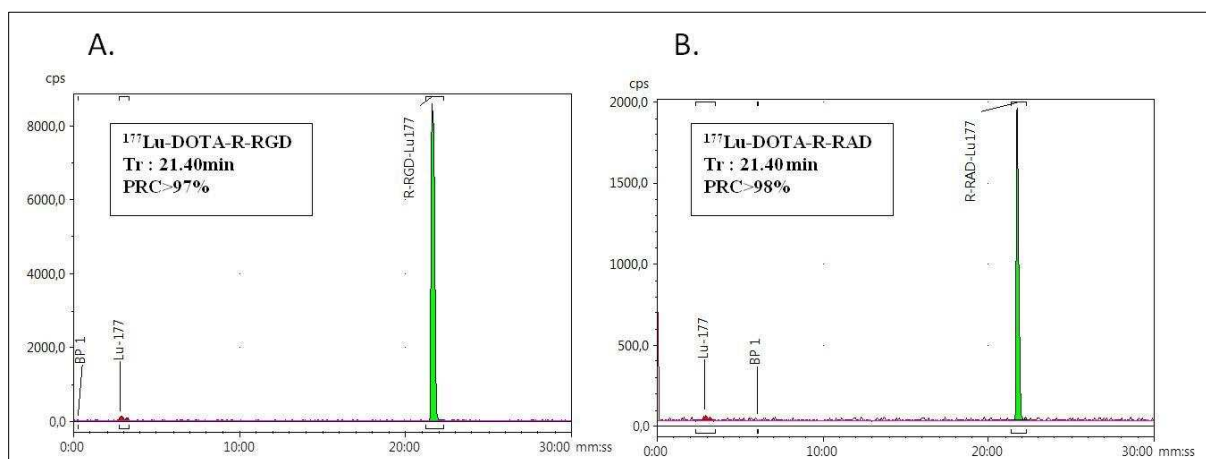 A.
cps
8000,0
6000,0
4000,0
2000,0
0,0
¹⁷⁷Lu-DOTA-R-RGD
Tr : 21.40min
PRC>97%
BP 1
Lu-177
R-RGD-Lu177
0:00
10:00
20:00
30:00 mm:ss
B.
cps
2000,0
1500,0
1000,0
500,0
0,0
¹⁷⁷Lu-DOTA-R-RAD
Tr : 21.40 min
PRC>98%
Lu-177
BP 1
R-RAD-Lu177
0:00
10:00
20:00
30:00 mm:ss